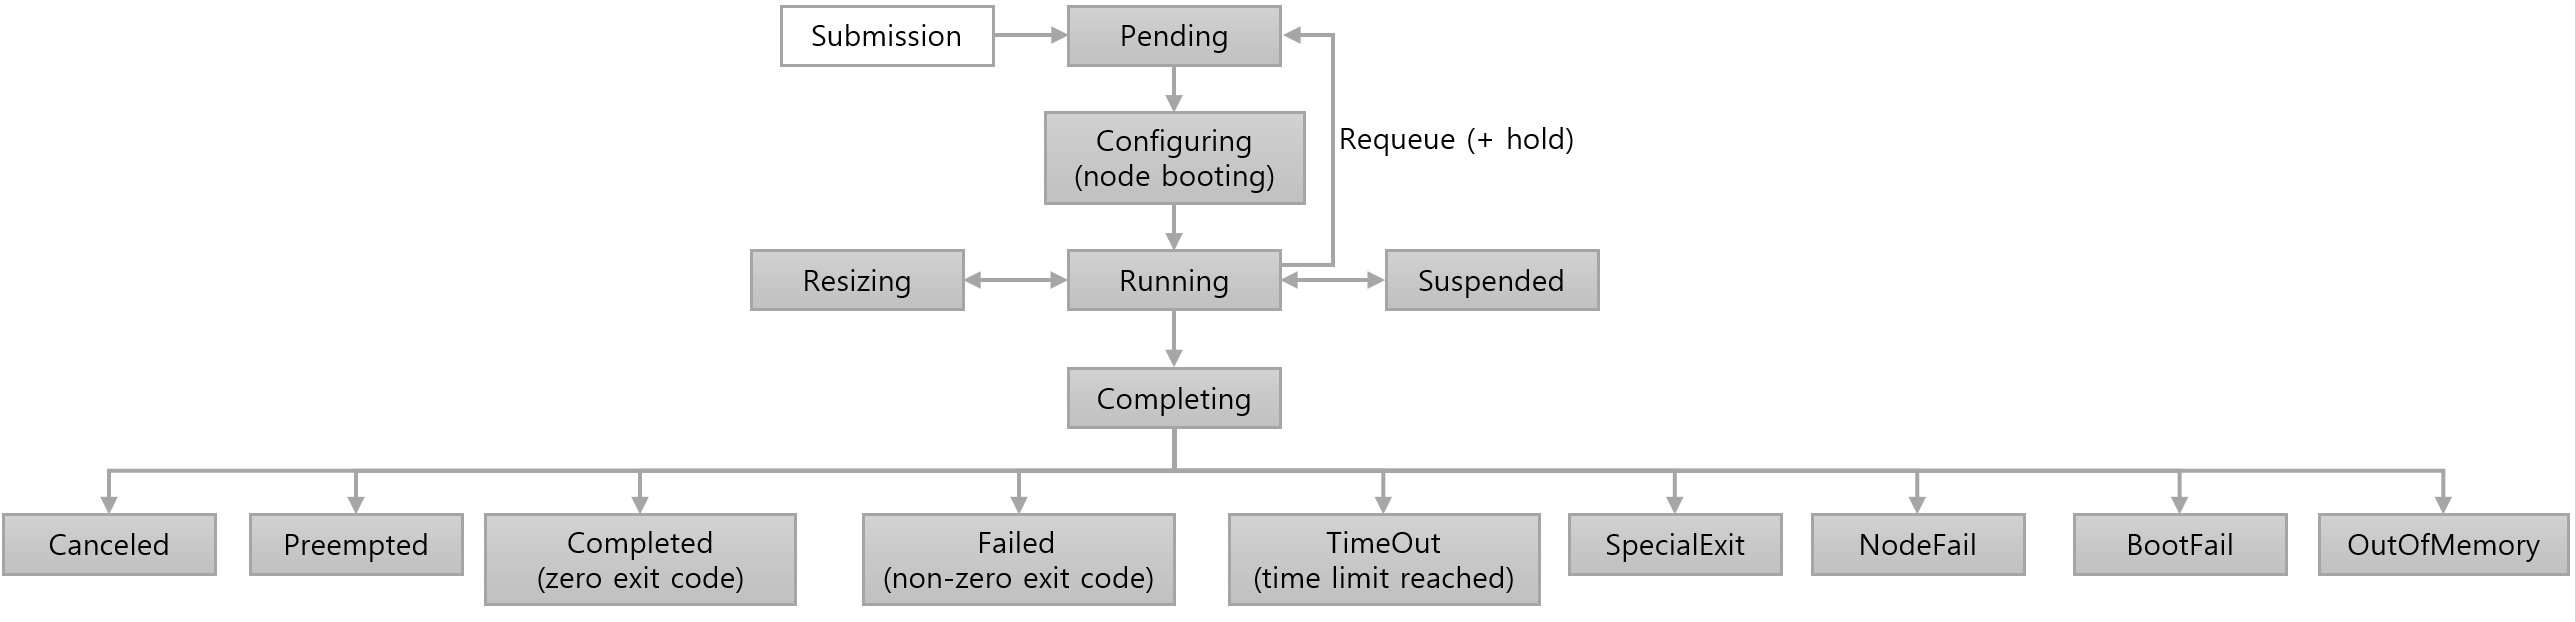 Submission
Pending
Configuring
(node booting)
Requeue (+ hold)
Resizing
Running
Suspended
Completing
Canceled
Preempted
Completed
(zero exit code)
Failed
(non-zero exit code)
TimeOut
(time limit reached)
SpecialExit
NodeFail
BootFail
OutOfMemory